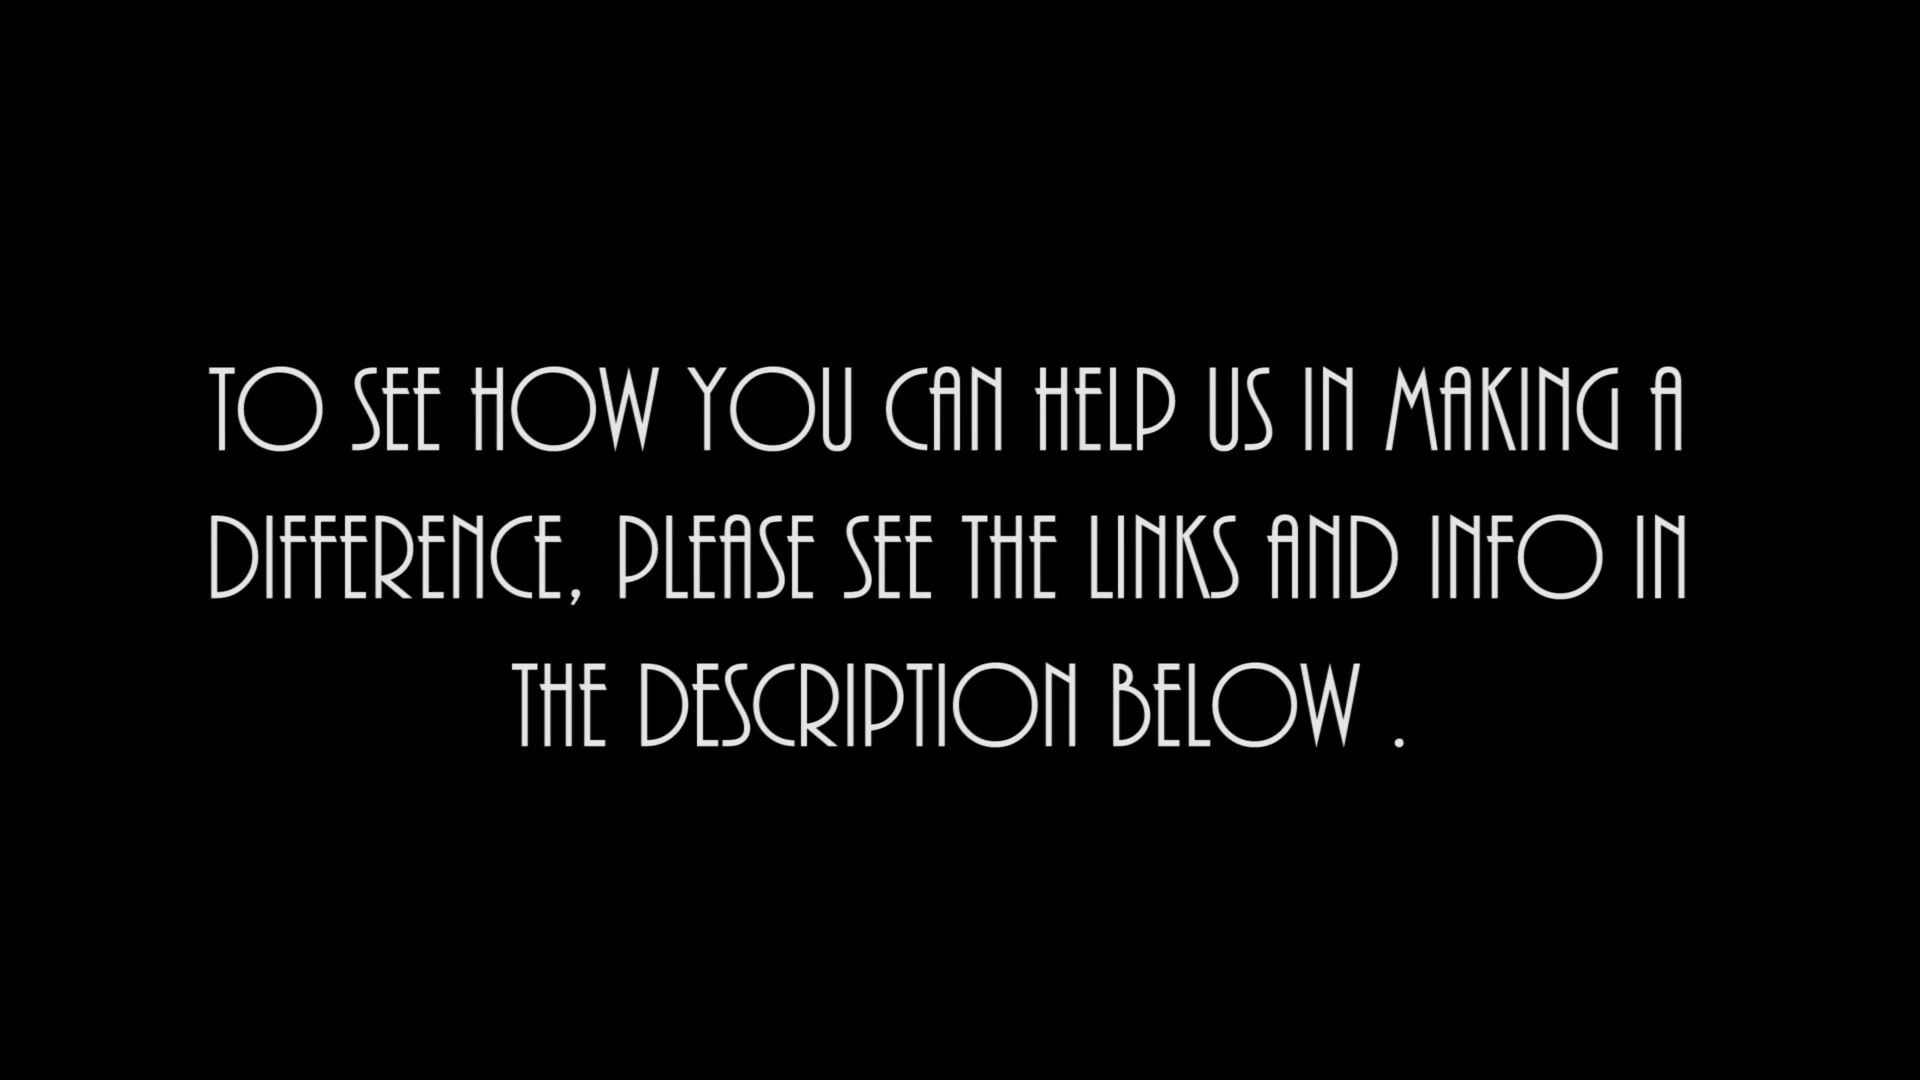 TO SEE HOW YOU CAN HELP US IN MAKING A
DIFFERENCE, PLEASE SEE THE LINKS AND INFO IN
THE DESCRIPTION BELOW .